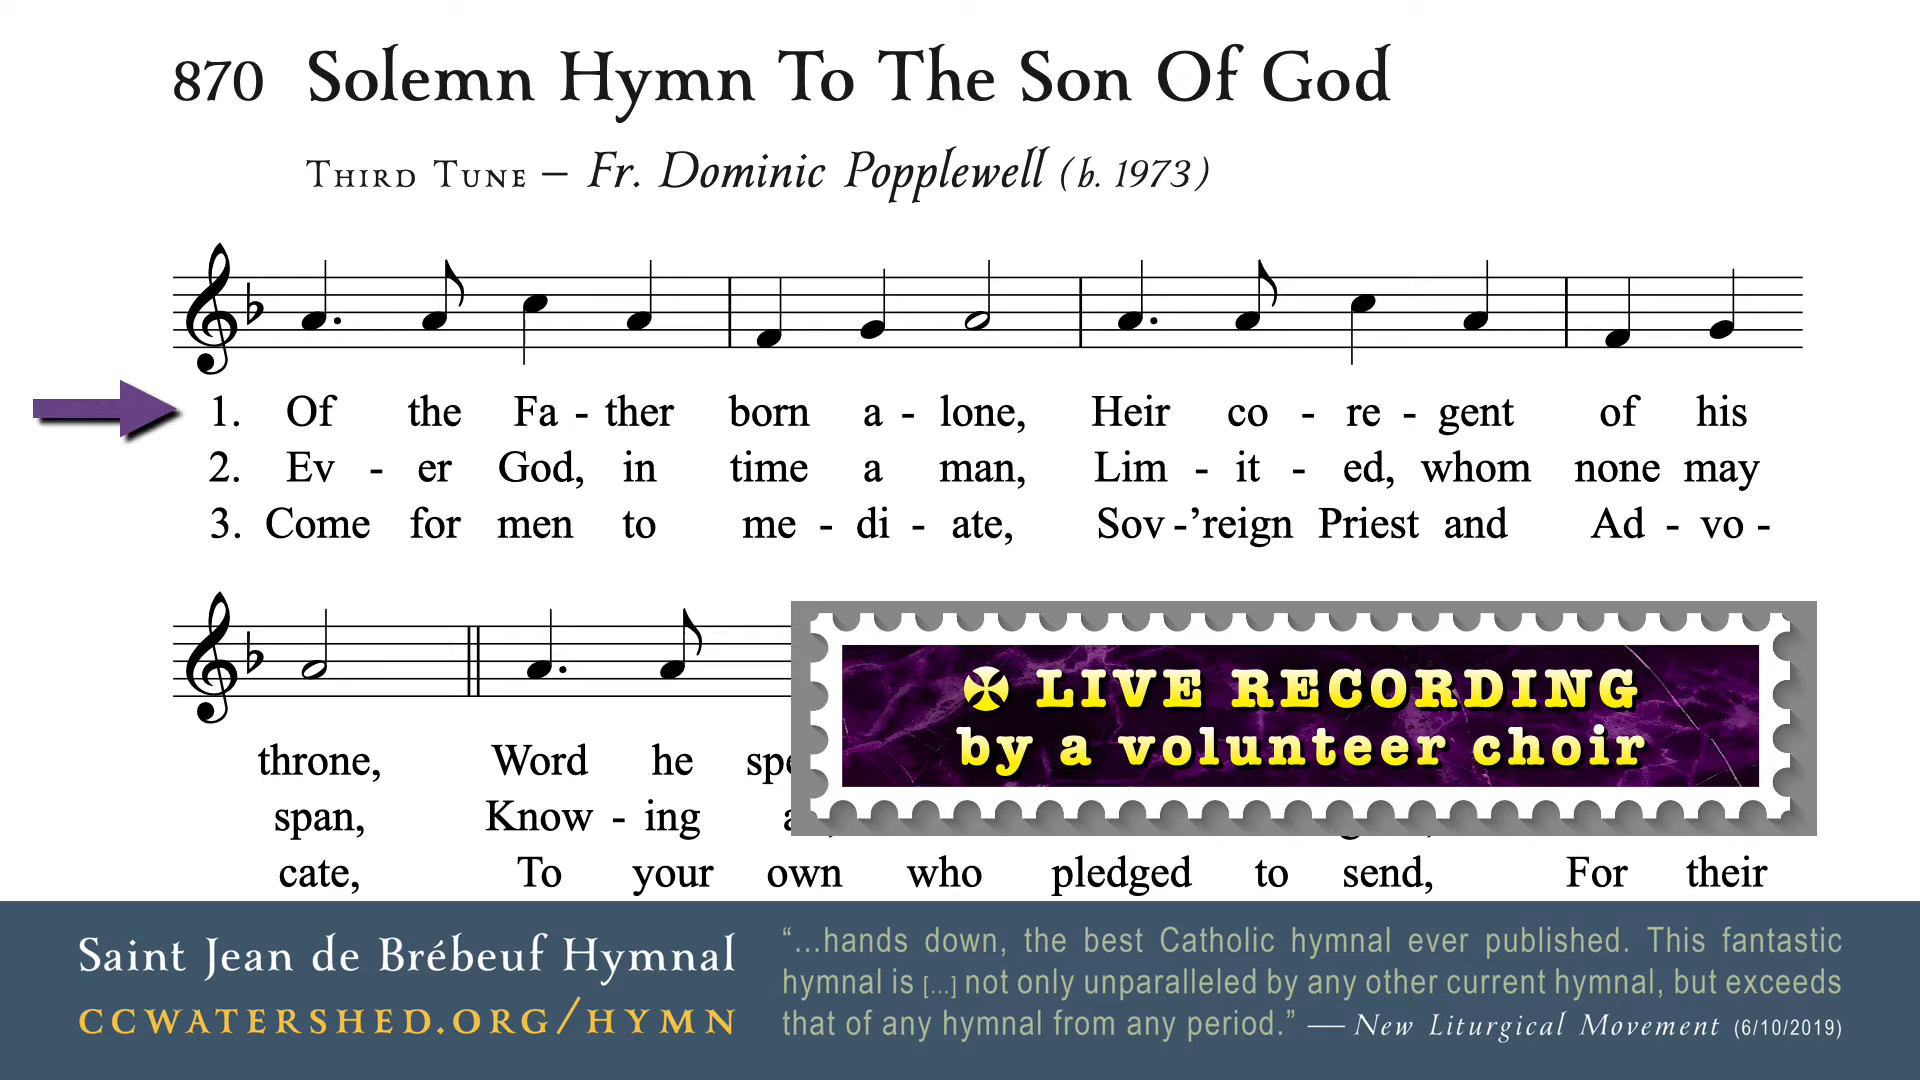 870 Solemn Hymn To The Son Of God
Third Tune – Fr. Dominic Popplewell (b. 1973)
1. Of the Fa - ther born a - lone, Heir co - re - gent of his
2. Ev - er God, in time a man, Lim - it - ed, whom none may
3. Come for men to me - di - ate, Sov -’reign Priest and Ad - vo -
throne, Word he
span, Know - ing
cate, To your own who pledged to send, For their
LIVE RECORDING
by a volunteer choir
Saint Jean de Brébeuf Hymnal
CCWATERSHED.ORG/HYMN
“...hands down, the best Catholic hymnal ever published. This fantastic
hymnal is [...] not only unparalleled by any other current hymnal, but exceeds
that of any hymnal from any period.” — New Liturgical Movement (6/10/2019)